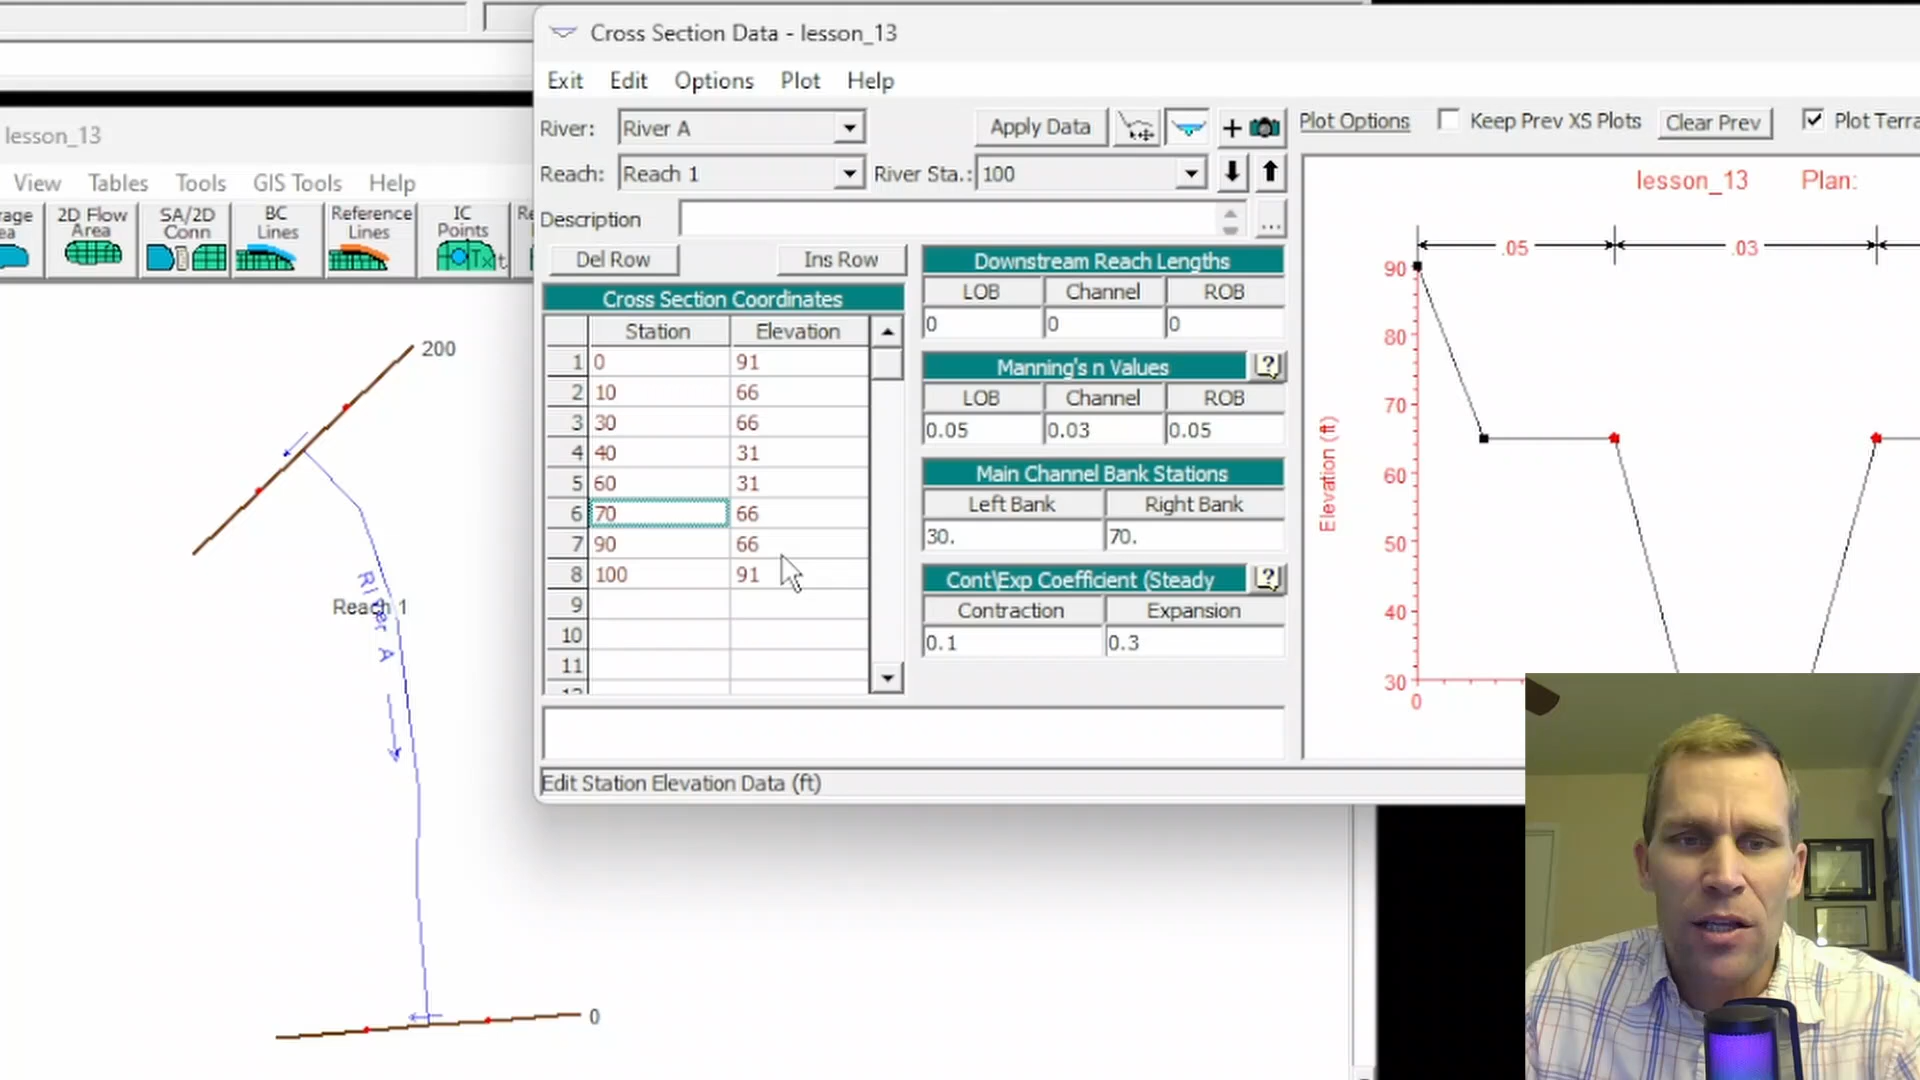 Cross Section Data - lesson_13
Exit Edit Options Plot Help
River: River A Apply Data
Reach: Reach 1 River Sta.: 100
Description ...
Del Row Ins Row
Cross Section Coordinates
Station Elevation
1 0 91
2 10 66
3 30 66
4 40 31
5 60 31
6 70 66
7 90 66
8 100 91
9
10
11
Downstream Reach Lengths
LOB Channel ROB
0 0 0
Manning's n Values ?
LOB Channel ROB
0.05 0.03 0.05
Main Channel Bank Stations
Left Bank Right Bank
30. 70.
Cont\Exp Coefficient (Steady ?
Contraction Expansion
0.1 0.3
Edit Station Elevation Data (ft)
Plot Options Keep Prev XS Plots Clear Prev Plot Terra
lesson_13 Plan:
.05 .03
90
80
70
60
50
40
30
0
Elevation (ft)
lesson_13
View Tables Tools GIS Tools Help
rage
ea
2D Flow
Area
SA/2D
Conn
BC
Lines
Reference
Lines
IC
Points
200
River A
Reach 1
0